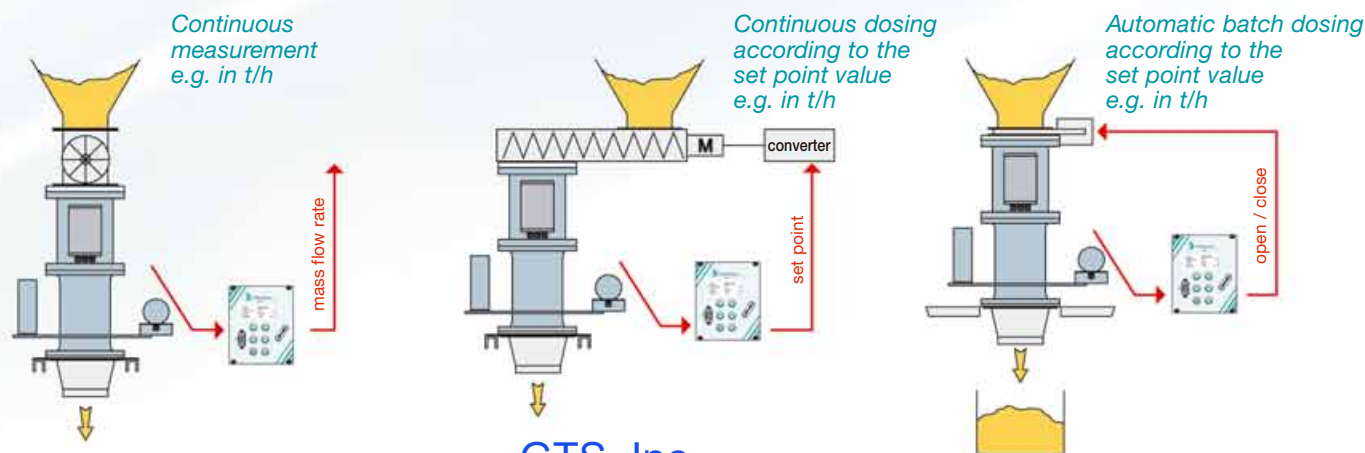 Continuous
measurement
e.g. in t/h
Continuous dosing
according to the
set point value
e.g. in t/h
Automatic batch dosing
according to the
set point value
e.g. in t/h
M
converter
mass flow rate
set point
open / close